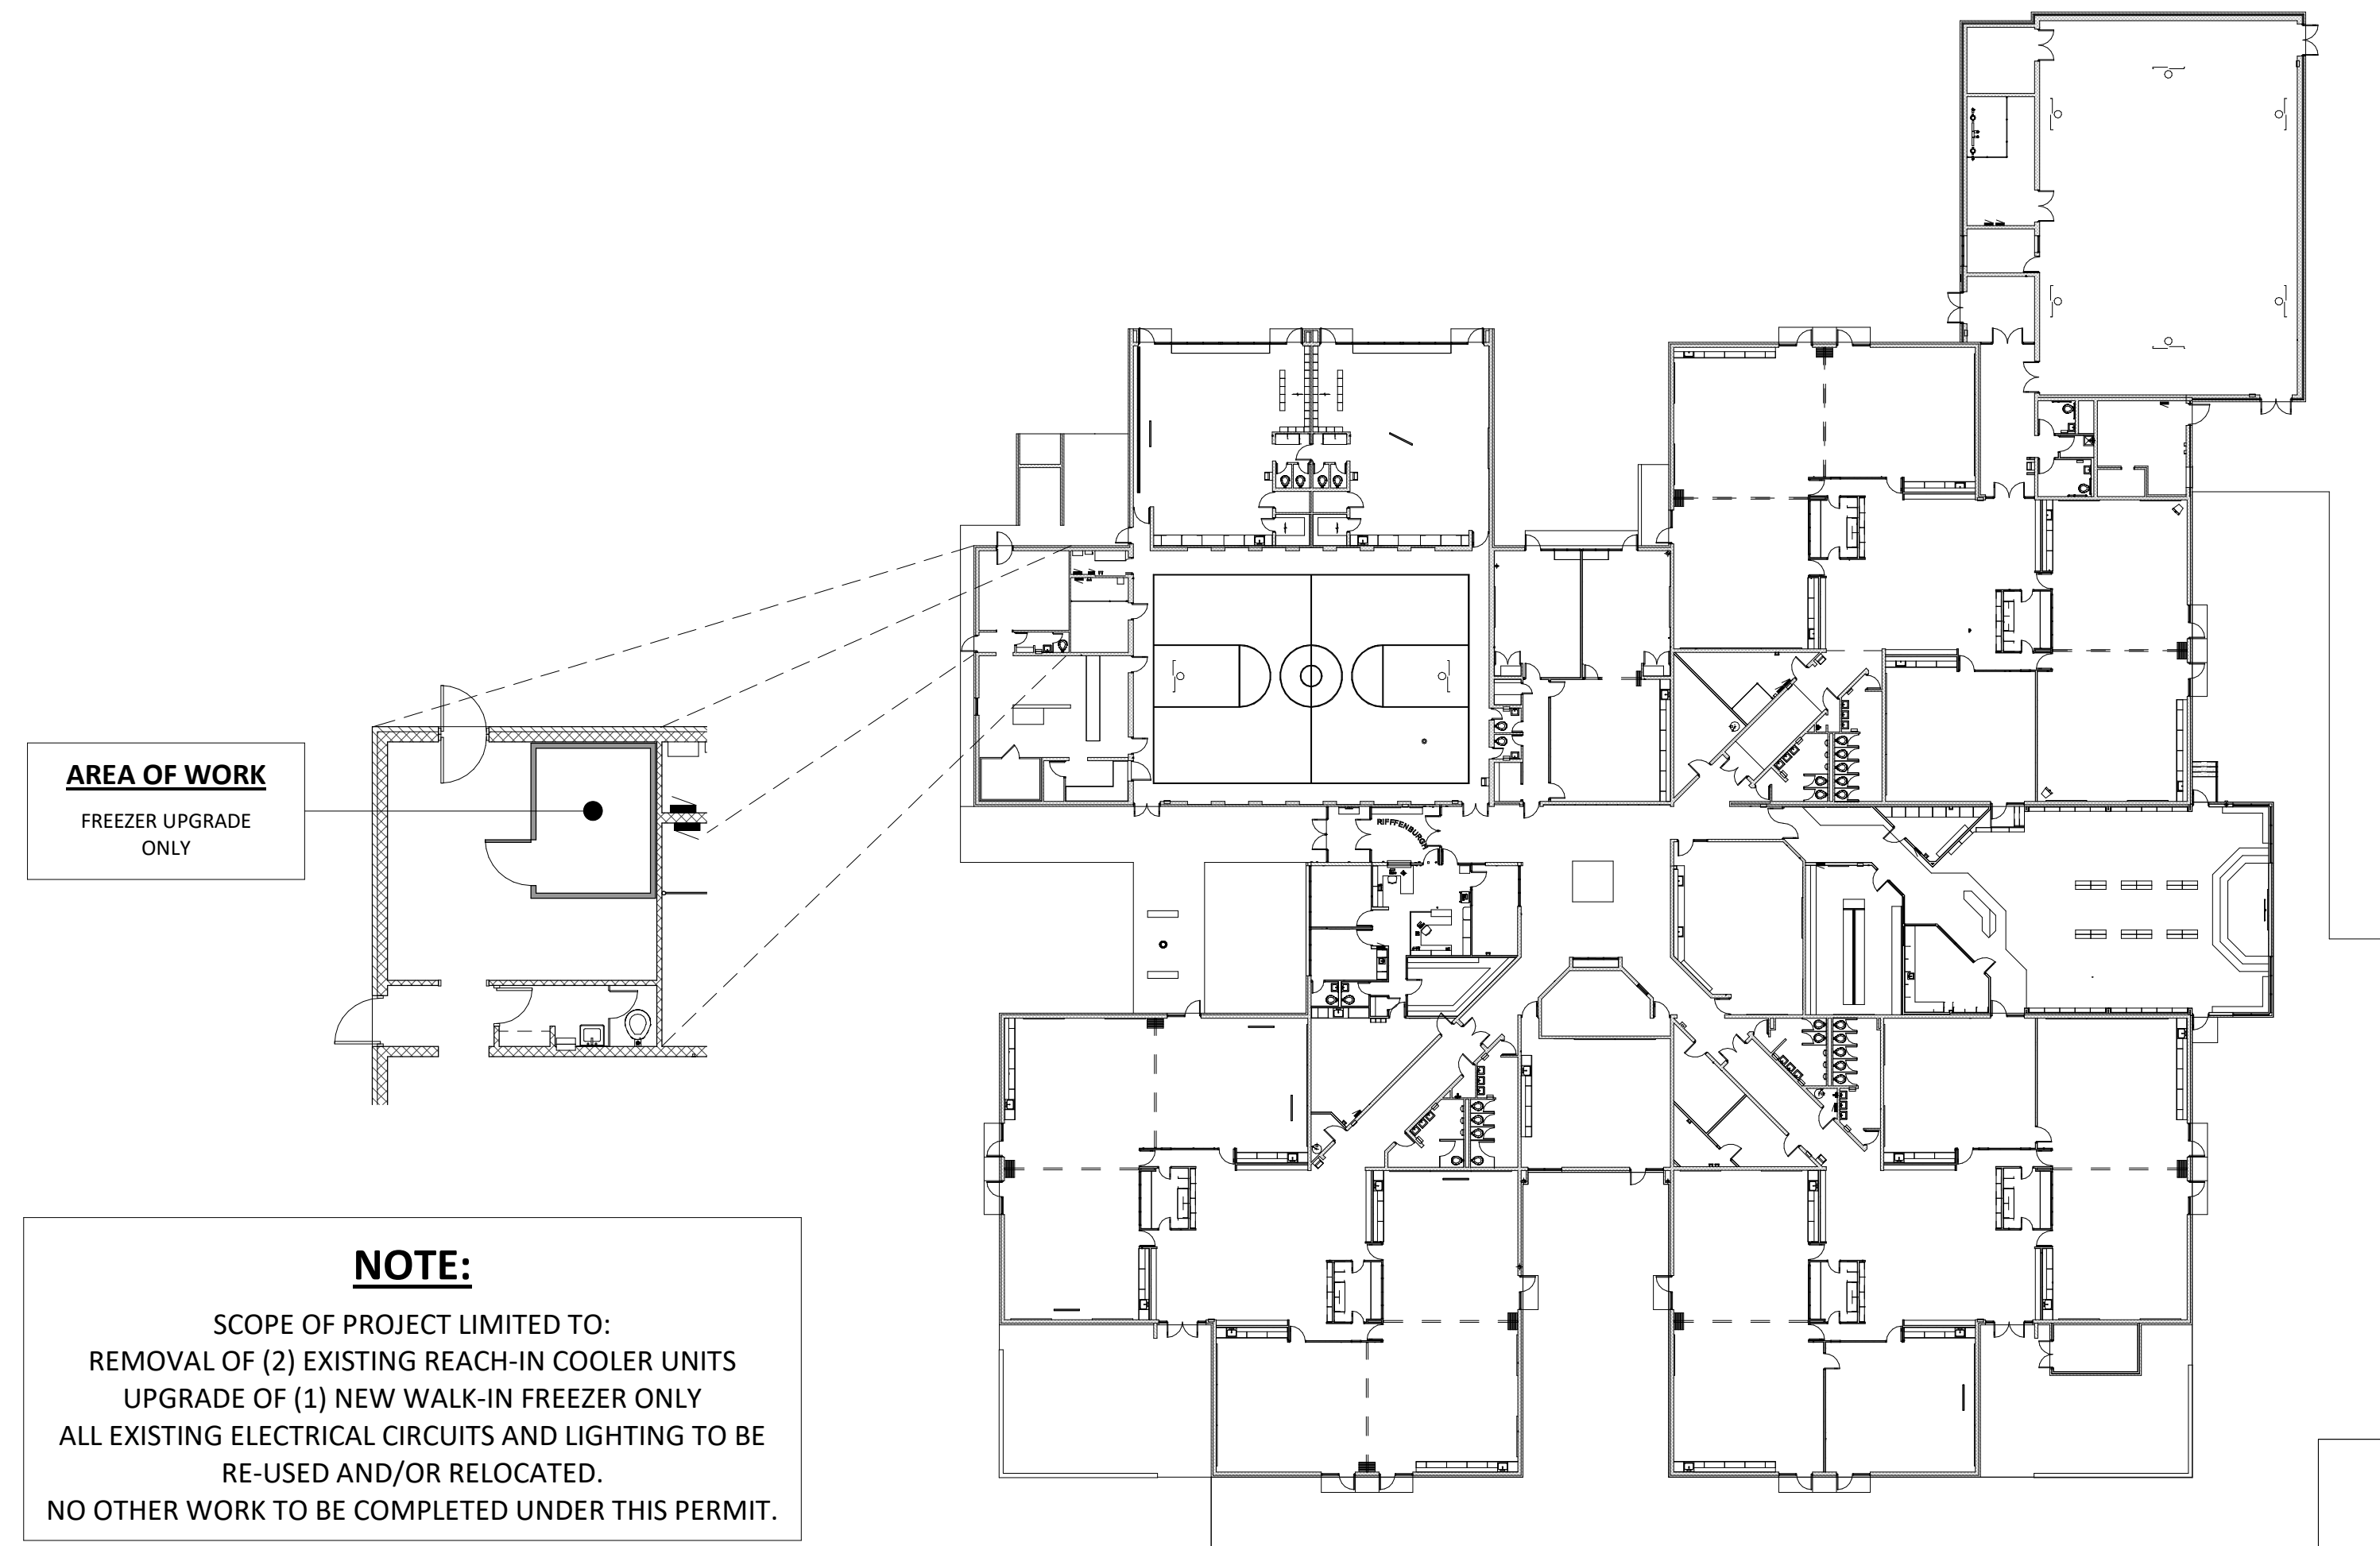 AREA OF WORK
FREEZER UPGRADE
ONLY
RIFFFENBURGH
NOTE:
SCOPE OF PROJECT LIMITED TO:
REMOVAL OF (2) EXISTING REACH-IN COOLER UNITS
UPGRADE OF (1) NEW WALK-IN FREEZER ONLY
ALL EXISTING ELECTRICAL CIRCUITS AND LIGHTING TO BE
RE-USED AND/OR RELOCATED.
NO OTHER WORK TO BE COMPLETED UNDER THIS PERMIT.